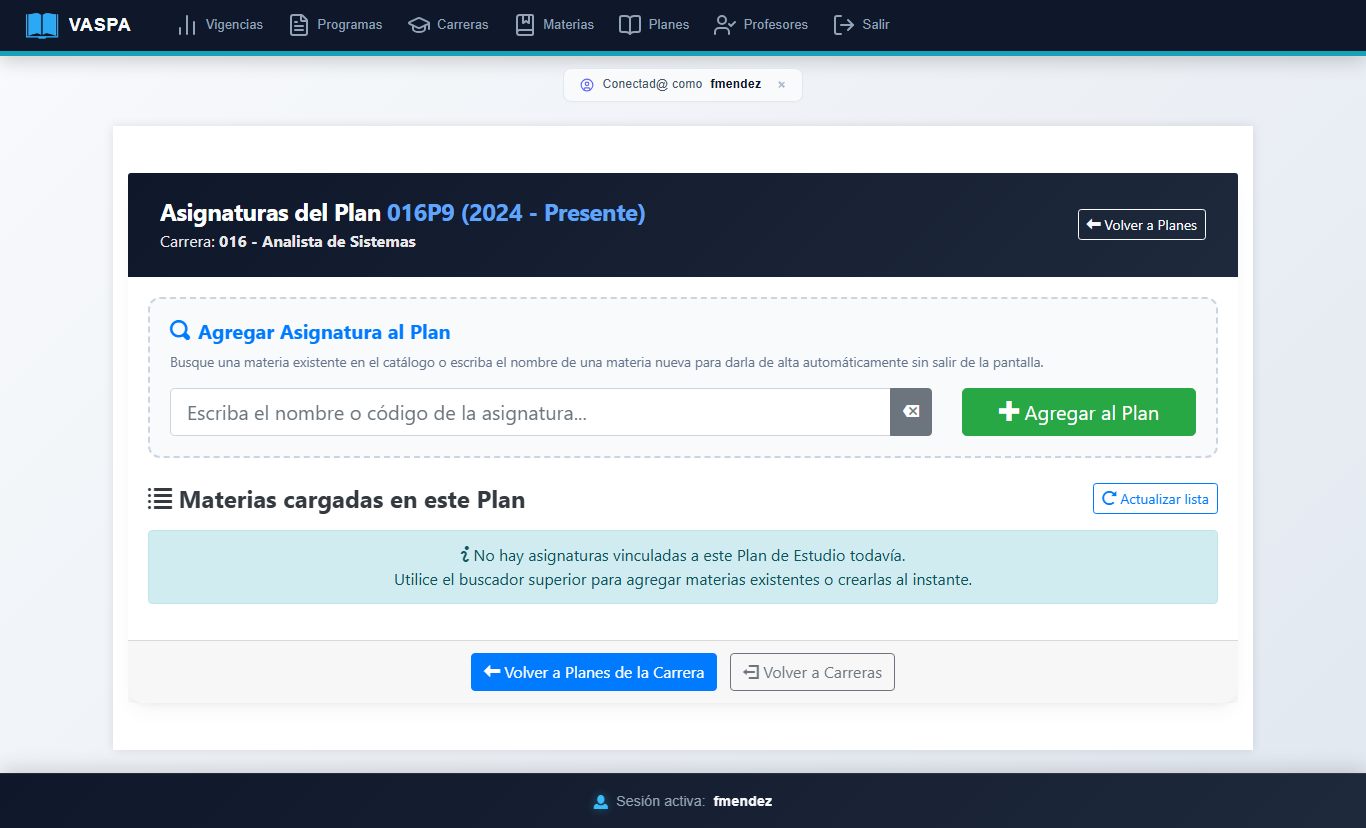 VASPA
Vigencias
Programas
Carreras
Materias
Planes
Profesores
Salir
Conectad@ como fmendez ×
Asignaturas del Plan 016P9 (2024 - Presente)
Carrera: 016 - Analista de Sistemas
Volver a Planes
Agregar Asignatura al Plan
Busque una materia existente en el catálogo o escriba el nombre de una materia nueva para darla de alta automáticamente sin salir de la pantalla.
Escriba el nombre o código de la asignatura...
Agregar al Plan
Materias cargadas en este Plan
Actualizar lista
No hay asignaturas vinculadas a este Plan de Estudio todavía.
Utilice el buscador superior para agregar materias existentes o crearlas al instante.
Volver a Planes de la Carrera
Volver a Carreras
Sesión activa: fmendez